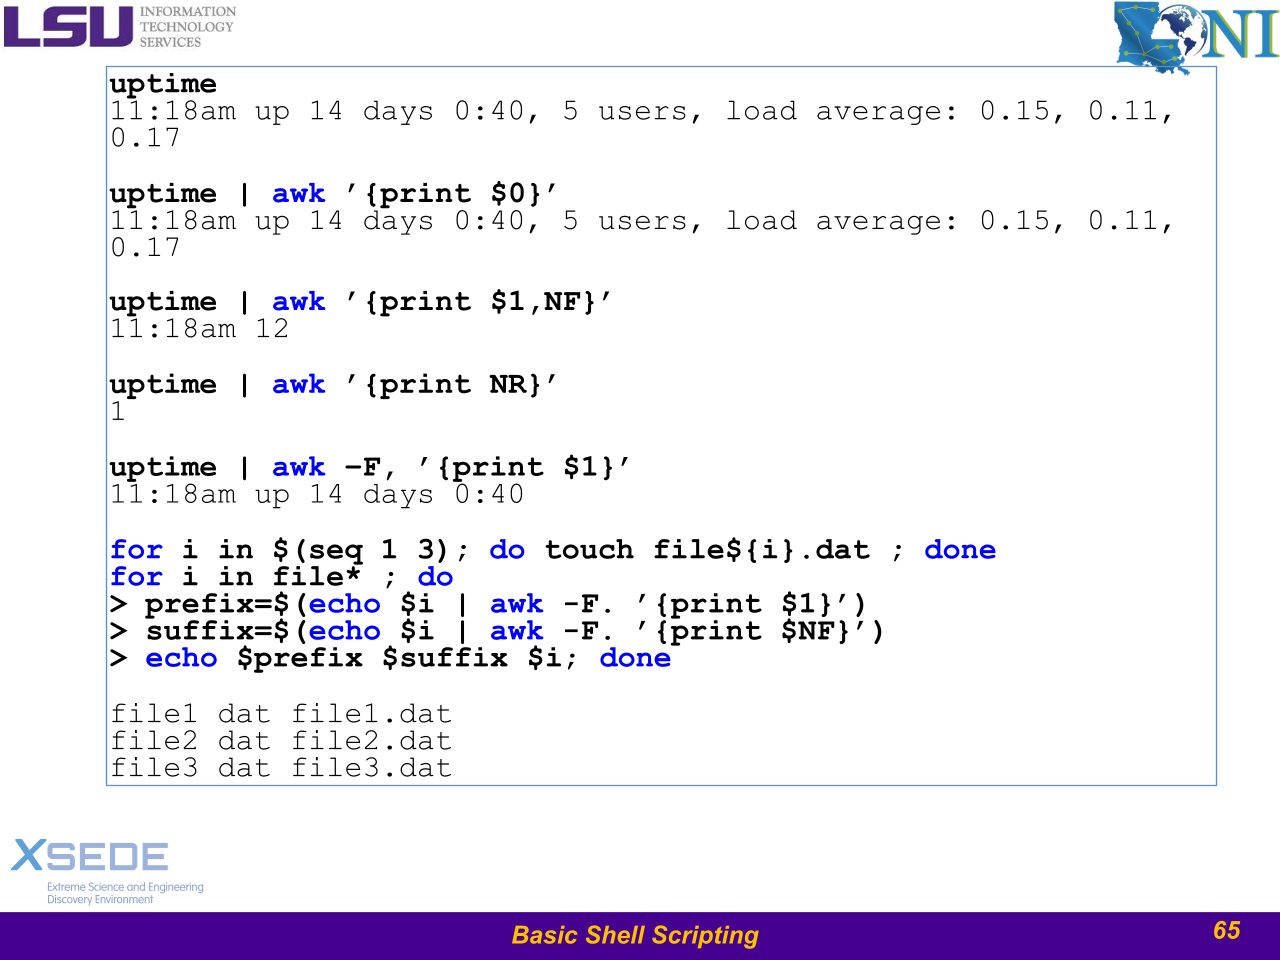 LSU INFORMATION
TECHNOLOGY
SERVICES
LONI
uptime
11:18am up 14 days 0:40, 5 users, load average: 0.15, 0.11,
0.17
uptime | awk ’{print $0}’
11:18am up 14 days 0:40, 5 users, load average: 0.15, 0.11,
0.17
uptime | awk ’{print $1,NF}’
11:18am 12
uptime | awk ’{print NR}’
1
uptime | awk –F, ’{print $1}’
11:18am up 14 days 0:40
for i in $(seq 1 3); do touch file${i}.dat ; done
for i in file* ; do
> prefix=$(echo $i | awk -F. ’{print $1}’)
> suffix=$(echo $i | awk -F. ’{print $NF}’)
> echo $prefix $suffix $i; done
file1 dat file1.dat
file2 dat file2.dat
file3 dat file3.dat
XSEDE
Extreme Science and Engineering
Discovery Environment
Basic Shell Scripting
65